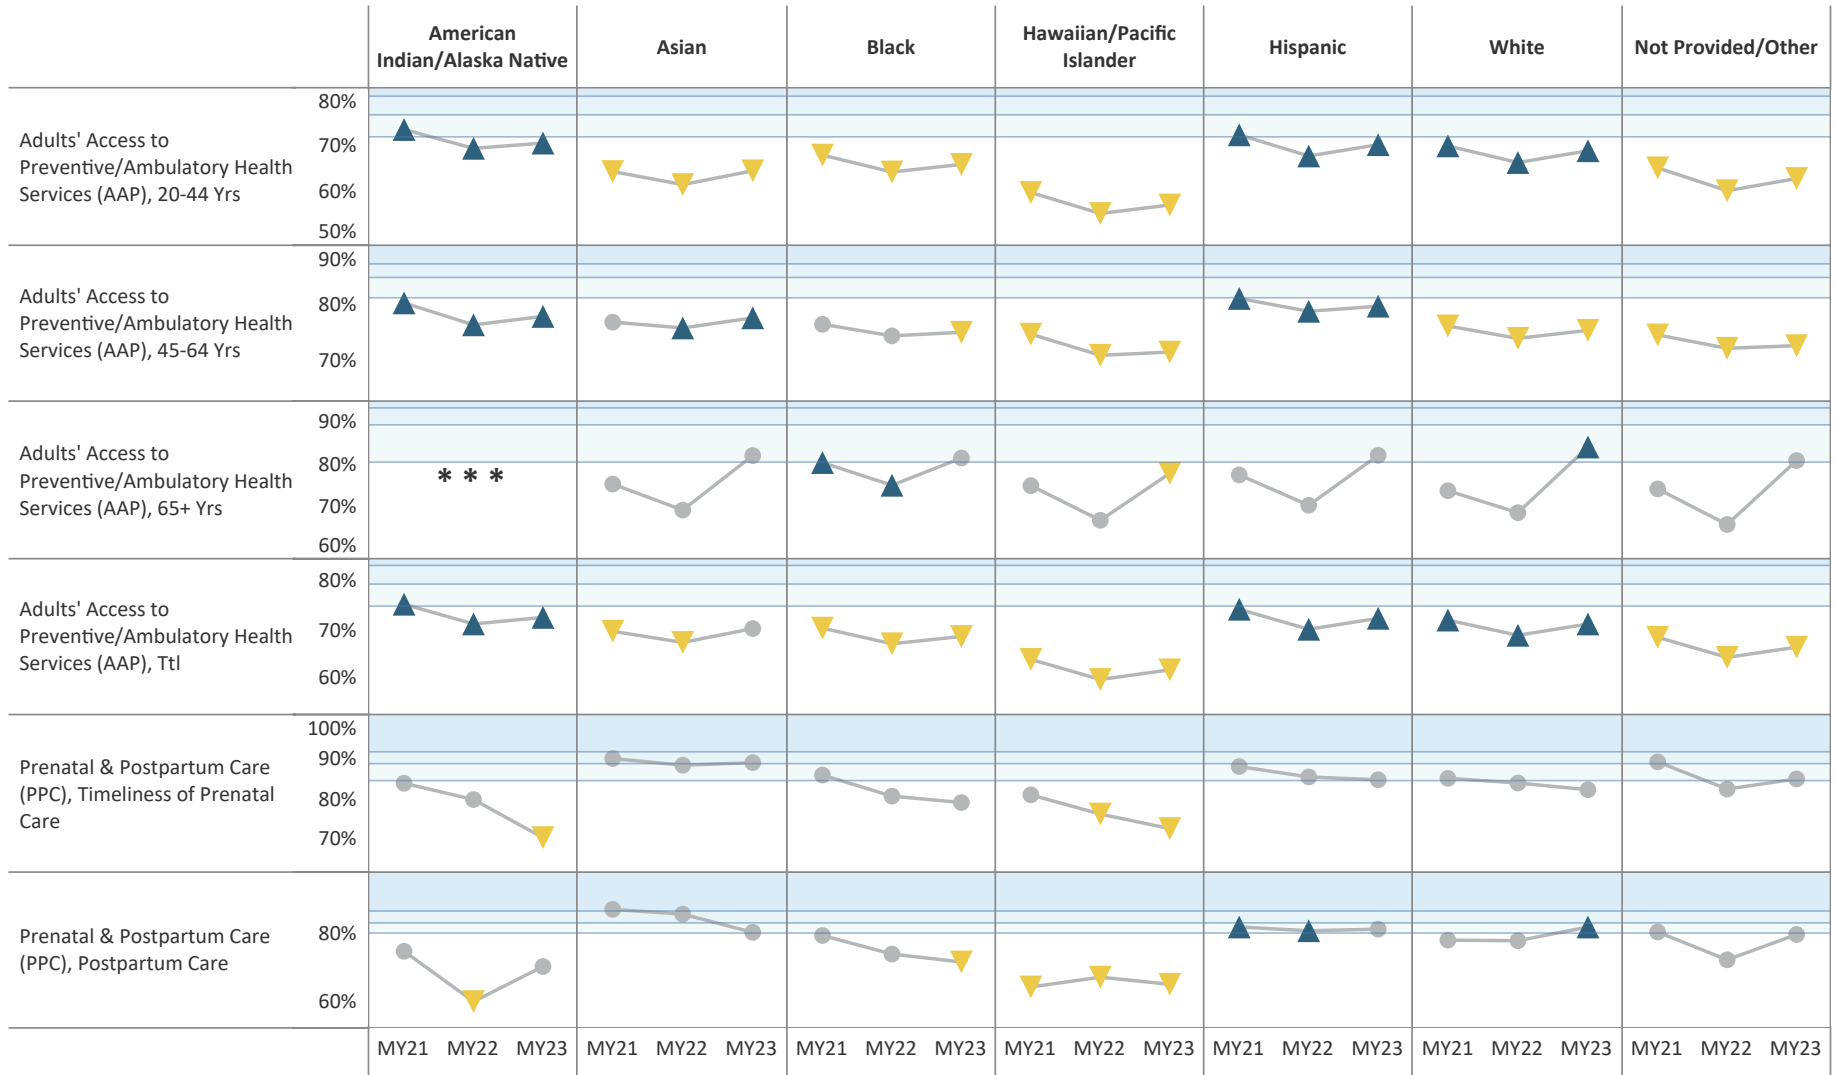 American
Indian/Alaska Native
Asian
Black
Hawaiian/Pacific
Islander
Hispanic
White
Not Provided/Other
Adults' Access to
Preventive/Ambulatory Health
Services (AAP), 20-44 Yrs
80%
70%
60%
50%
Adults' Access to
Preventive/Ambulatory Health
Services (AAP), 45-64 Yrs
90%
80%
70%
Adults' Access to
Preventive/Ambulatory Health
Services (AAP), 65+ Yrs
90%
80%
70%
60%
* * *
Adults' Access to
Preventive/Ambulatory Health
Services (AAP), Ttl
80%
70%
60%
Prenatal & Postpartum Care
(PPC), Timeliness of Prenatal
Care
100%
90%
80%
70%
Prenatal & Postpartum Care
(PPC), Postpartum Care
80%
60%
MY21 MY22 MY23 MY21 MY22 MY23 MY21 MY22 MY23 MY21 MY22 MY23 MY21 MY22 MY23 MY21 MY22 MY23 MY21 MY22 MY23